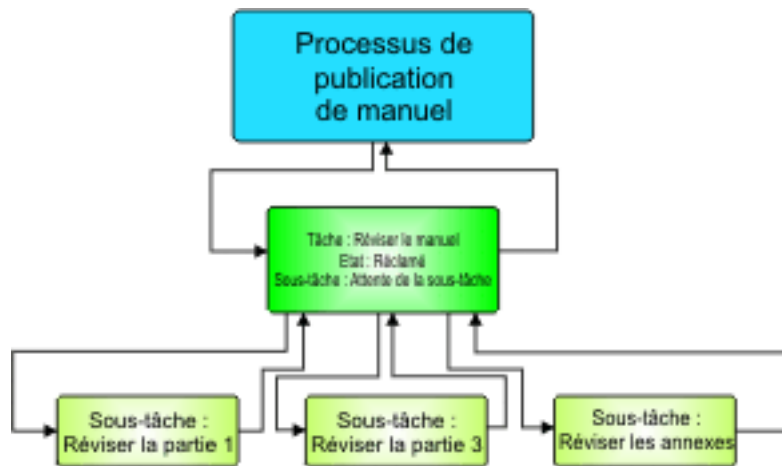 Processus de
publication
de manuel
Tâche : Réviser le manuel
Etat : Réclamé
Sous-tâche : Attente de la sous-tâche
Sous-tâche :
Réviser la partie 1
Sous-tâche :
Réviser la partie 3
Sous-tâche :
Réviser les annexes